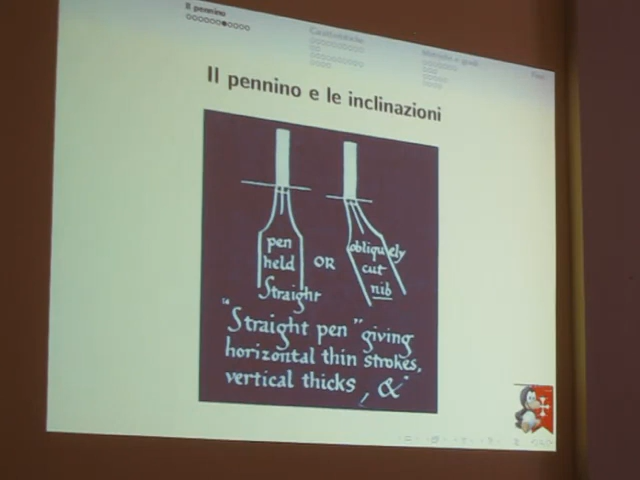 Il pennino
Il pennino e le inclinazioni
pen
held
Straight
OR
obliquely
cut
nib
"Straight pen" giving
horizontal thin strokes,
vertical thicks, &